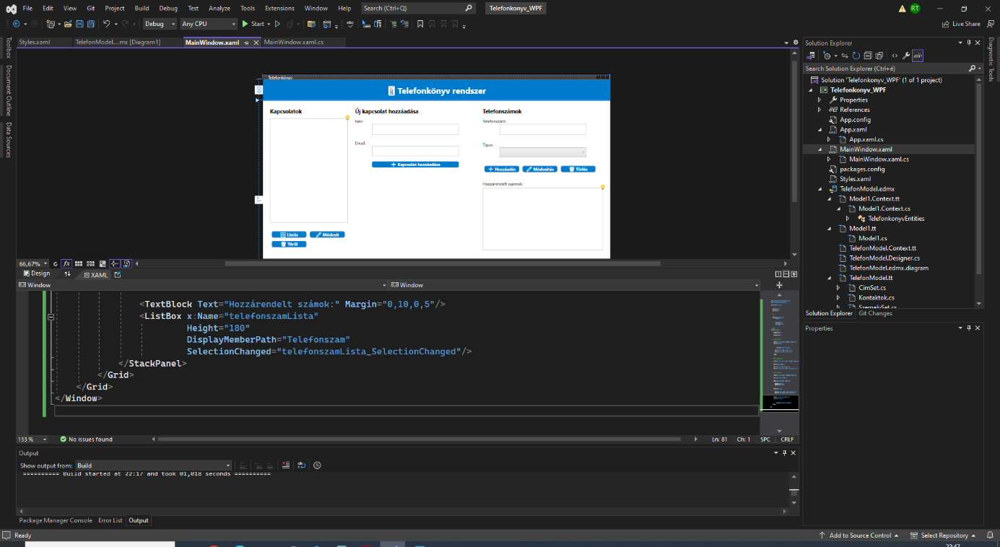 File Edit View Git Project Build Debug Test Analyze Tools Extensions Window Help Search (Ctrl+Q) Telefonkonyv_WPF RT
Debug Any CPU Start Live Share
Styles.xaml TelefonModel....mx [Diagram1] MainWindow.xaml MainWindow.xaml.cs
Toolbox
Document Outline
Data Sources
Telefonkönyv
60
Telefonkönyv rendszer
Kapcsolatok
Új kapcsolat hozzáadása
Telefonszámok
Név:
Telefonszám:
Email:
Típus:
Kapcsolat hozzáadása
Hozzáadás Módosítás Törlés
Hozzárendelt számok:
1*
Listáz Módosít
Töröl
66,67%
Design XAML
Window Window
<TextBlock Text="Hozzárendelt számok:" Margin="0,10,0,5"/>
<ListBox x:Name="telefonszamLista"
Height="180"
DisplayMemberPath="Telefonszam"
SelectionChanged="telefonszamLista_SelectionChanged"/>
</StackPanel>
</Grid>
</Grid>
</Window>
133 % No issues found Ln: 81 Ch: 1 SPC CRLF
Output
Show output from: Build
========== Build started at 22:17 and took 01,018 seconds ==========
Package Manager Console Error List Output
Solution Explorer
Search Solution Explorer (Ctrl+é)
Solution 'Telefonkonyv_WPF' (1 of 1 project)
Telefonkonyv_WPF
Properties
References
App.config
App.xaml
App.xaml.cs
MainWindow.xaml
MainWindow.xaml.cs
packages.config
Styles.xaml
TelefonModel.edmx
Model1.Context.tt
Model1.Context.cs
TelefonkonyvEntities
Model1.tt
Model1.cs
TelefonModel.Context.tt
TelefonModel.Designer.cs
TelefonModel.edmx.diagram
TelefonModel.tt
CimSet.cs
Kontaktok.cs
SzemelySet.cs
Solution Explorer Git Changes
Properties
Diagnostic Tools
Ready Add to Source Control Select Repository
22:47